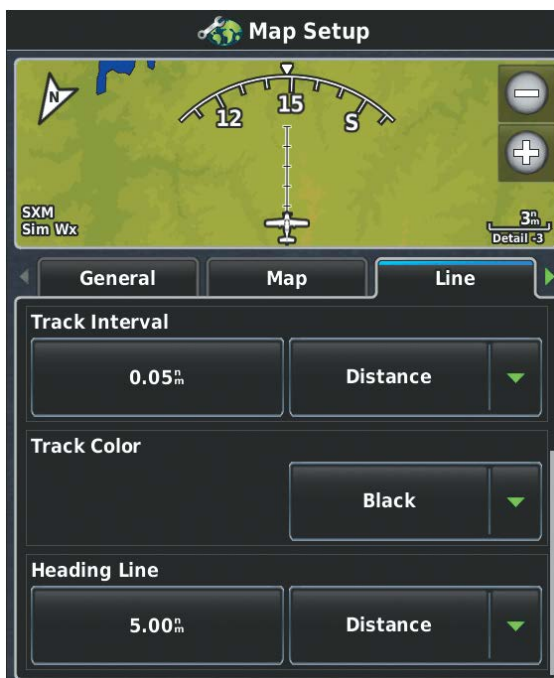 Map Setup
N
12 15 S
SXM
Sim Wx
3nm
Detail -3
General Map Line
Track Interval
0.05nm Distance
Track Color
Black
Heading Line
5.00nm Distance